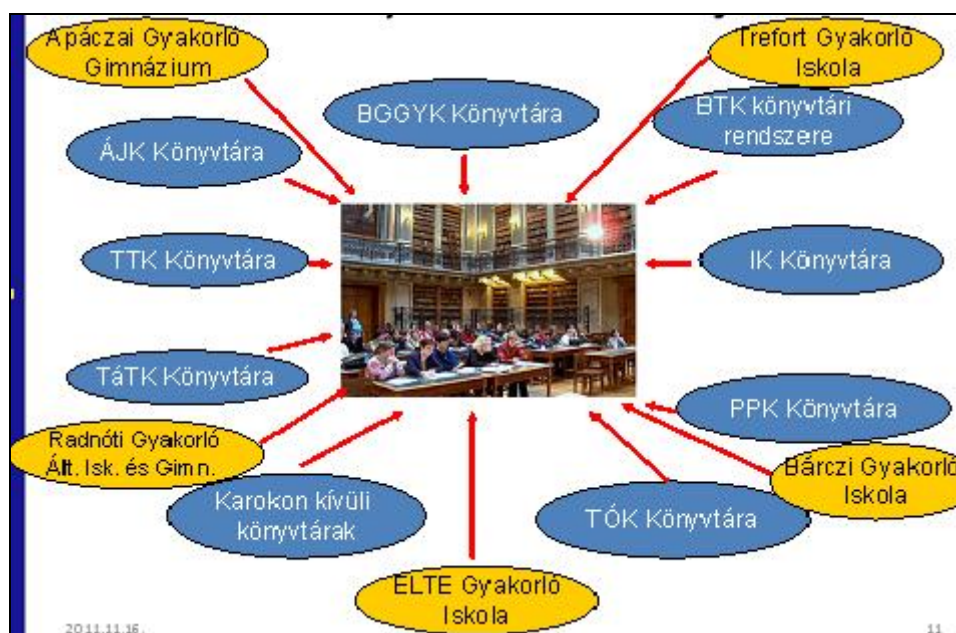 Apáczai Gyakorló
Gimnázium
Trefort Gyakorló
Iskola
BGGYK Könyvtára
BTK könyvtári
rendszere
ÁJK Könyvtára
TTK Könyvtára
IK Könyvtára
TáTK Könyvtára
PPK Könyvtára
Radnóti Gyakorló
Ált. Isk. és Gimn.
Bárczi Gyakorló
Iskola
Karokon kívüli
könyvtárak
TÓK Könyvtára
ELTE Gyakorló
Iskola
2011.11.16.
11